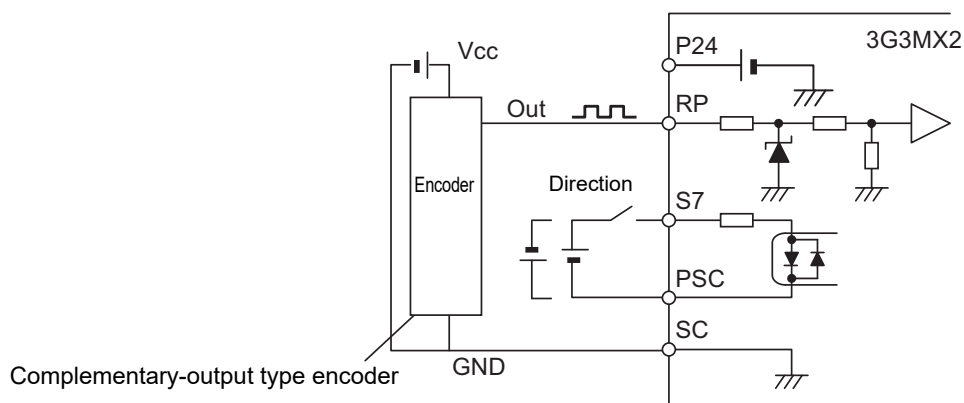 3G3MX2
P24
Vcc
RP
Out
Encoder
Direction
S7
PSC
SC
GND
Complementary-output type encoder